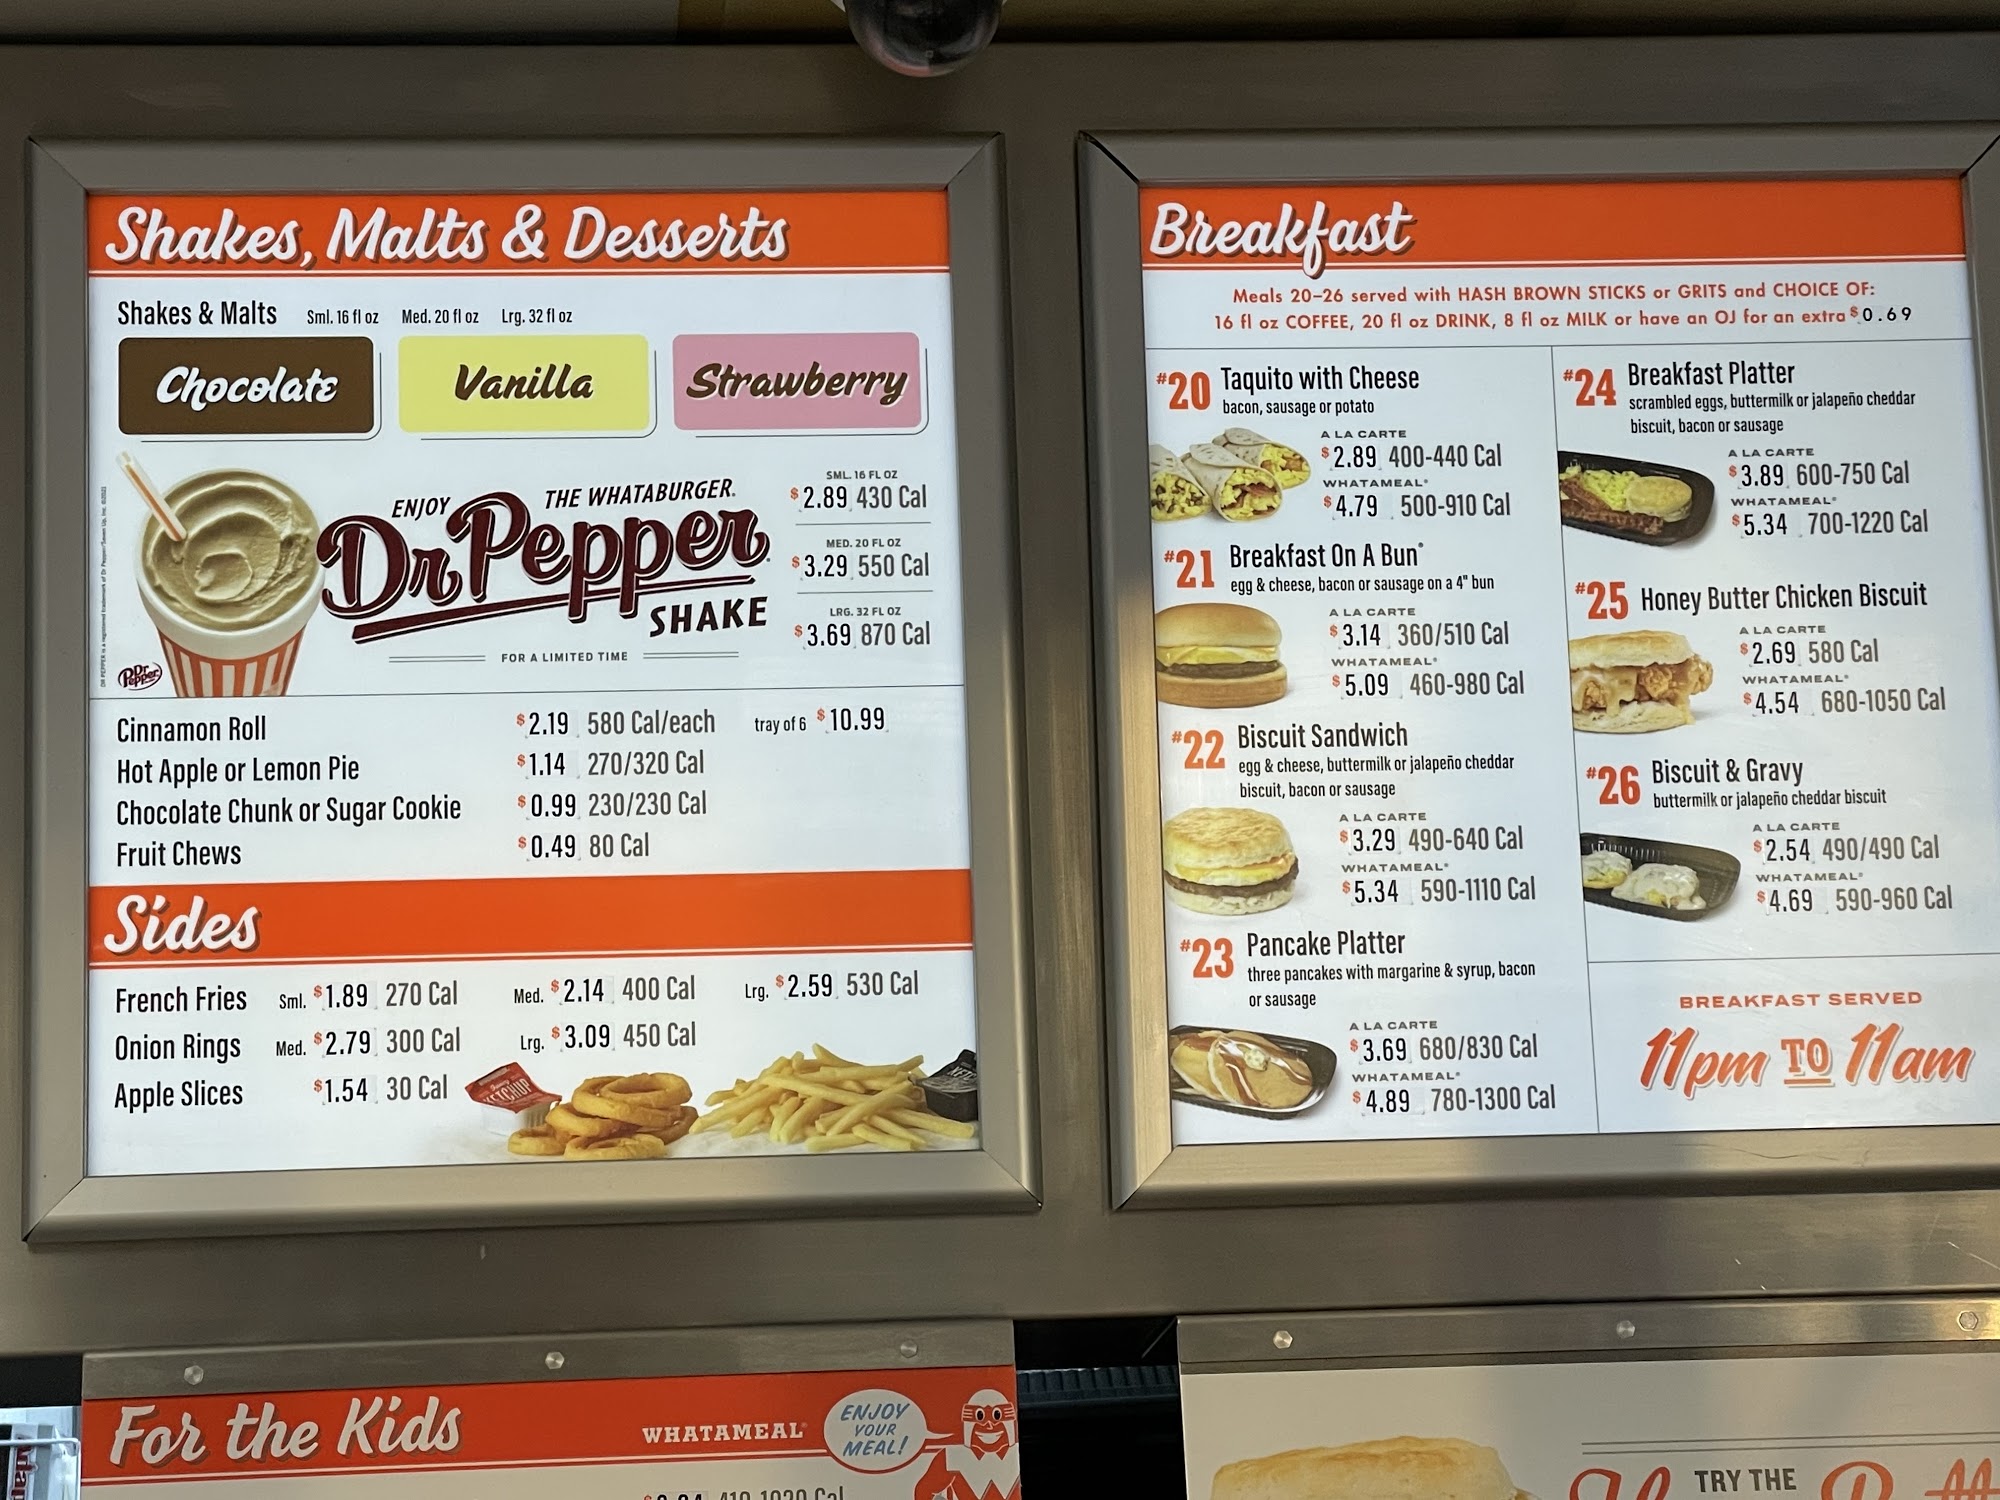 Shakes, Malts & Desserts
Shakes & Malts Sml. 16 fl oz Med. 20 fl oz Lrg. 32 fl oz
Chocolate Vanilla Strawberry
ENJOY THE WHATABURGER®
Dr Pepper®
SHAKE
FOR A LIMITED TIME
SML. 16 FL OZ
$2.89 430 Cal
MED. 20 FL OZ
$3.29 550 Cal
LRG. 32 FL OZ
$3.69 870 Cal
Dr Pepper
DR PEPPER is a registered trademark of Dr Pepper/Seven Up, Inc. ©2021
Cinnamon Roll $2.19 580 Cal/each tray of 6 $10.99
Hot Apple or Lemon Pie $1.14 270/320 Cal
Chocolate Chunk or Sugar Cookie $0.99 230/230 Cal
Fruit Chews $0.49 80 Cal
Sides
French Fries Sml. $1.89 270 Cal Med. $2.14 400 Cal Lrg. $2.59 530 Cal
Onion Rings Med. $2.79 300 Cal Lrg. $3.09 450 Cal
Apple Slices $1.54 30 Cal
KETCHUP
Breakfast
Meals 20–26 served with HASH BROWN STICKS or GRITS and CHOICE OF:
16 fl oz COFFEE, 20 fl oz DRINK, 8 fl oz MILK or have an OJ for an extra $0.69
#20 Taquito with Cheese
bacon, sausage or potato
A LA CARTE
$2.89 400-440 Cal
WHATAMEAL®
$4.79 500-910 Cal
#21 Breakfast On A Bun®
egg & cheese, bacon or sausage on a 4" bun
A LA CARTE
$3.14 360/510 Cal
WHATAMEAL®
$5.09 460-980 Cal
#22 Biscuit Sandwich
egg & cheese, buttermilk or jalapeño cheddar
biscuit, bacon or sausage
A LA CARTE
$3.29 490-640 Cal
WHATAMEAL®
$5.34 590-1110 Cal
#23 Pancake Platter
three pancakes with margarine & syrup, bacon
or sausage
A LA CARTE
$3.69 680/830 Cal
WHATAMEAL®
$4.89 780-1300 Cal
#24 Breakfast Platter
scrambled eggs, buttermilk or jalapeño cheddar
biscuit, bacon or sausage
A LA CARTE
$3.89 600-750 Cal
WHATAMEAL®
$5.34 700-1220 Cal
#25 Honey Butter Chicken Biscuit
A LA CARTE
$2.69 580 Cal
WHATAMEAL®
$4.54 680-1050 Cal
#26 Biscuit & Gravy
buttermilk or jalapeño cheddar biscuit
A LA CARTE
$2.54 490/490 Cal
WHATAMEAL®
$4.69 590-960 Cal
BREAKFAST SERVED
11pm TO 11am
For the Kids WHATAMEAL®
ENJOY
YOUR
MEAL!
TRY THE